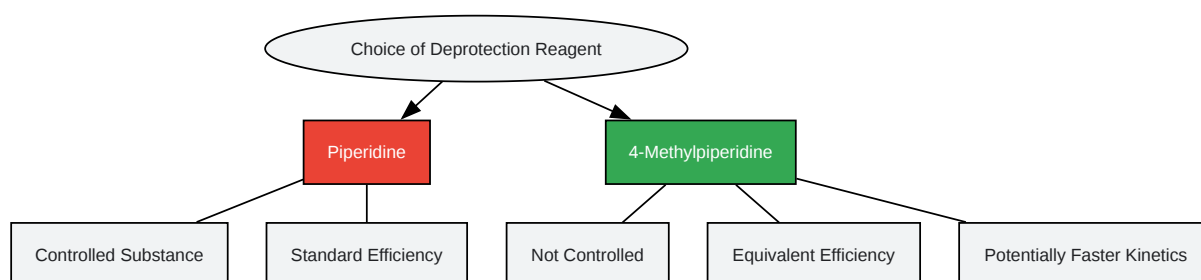 Choice of Deprotection Reagent
Piperidine
4-Methylpiperidine
Controlled Substance
Standard Efficiency
Not Controlled
Equivalent Efficiency
Potentially Faster Kinetics